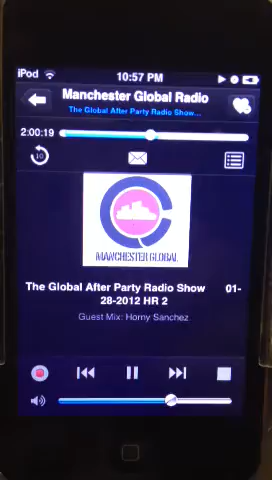 iPod 10:57 PM
Manchester Global Radio
The Global After Party Radio Show...
2:00:19
10
MANCHESTER GLOBAL
The Global After Party Radio Show 01-
28-2012 HR 2
Guest Mix: Horny Sanchez